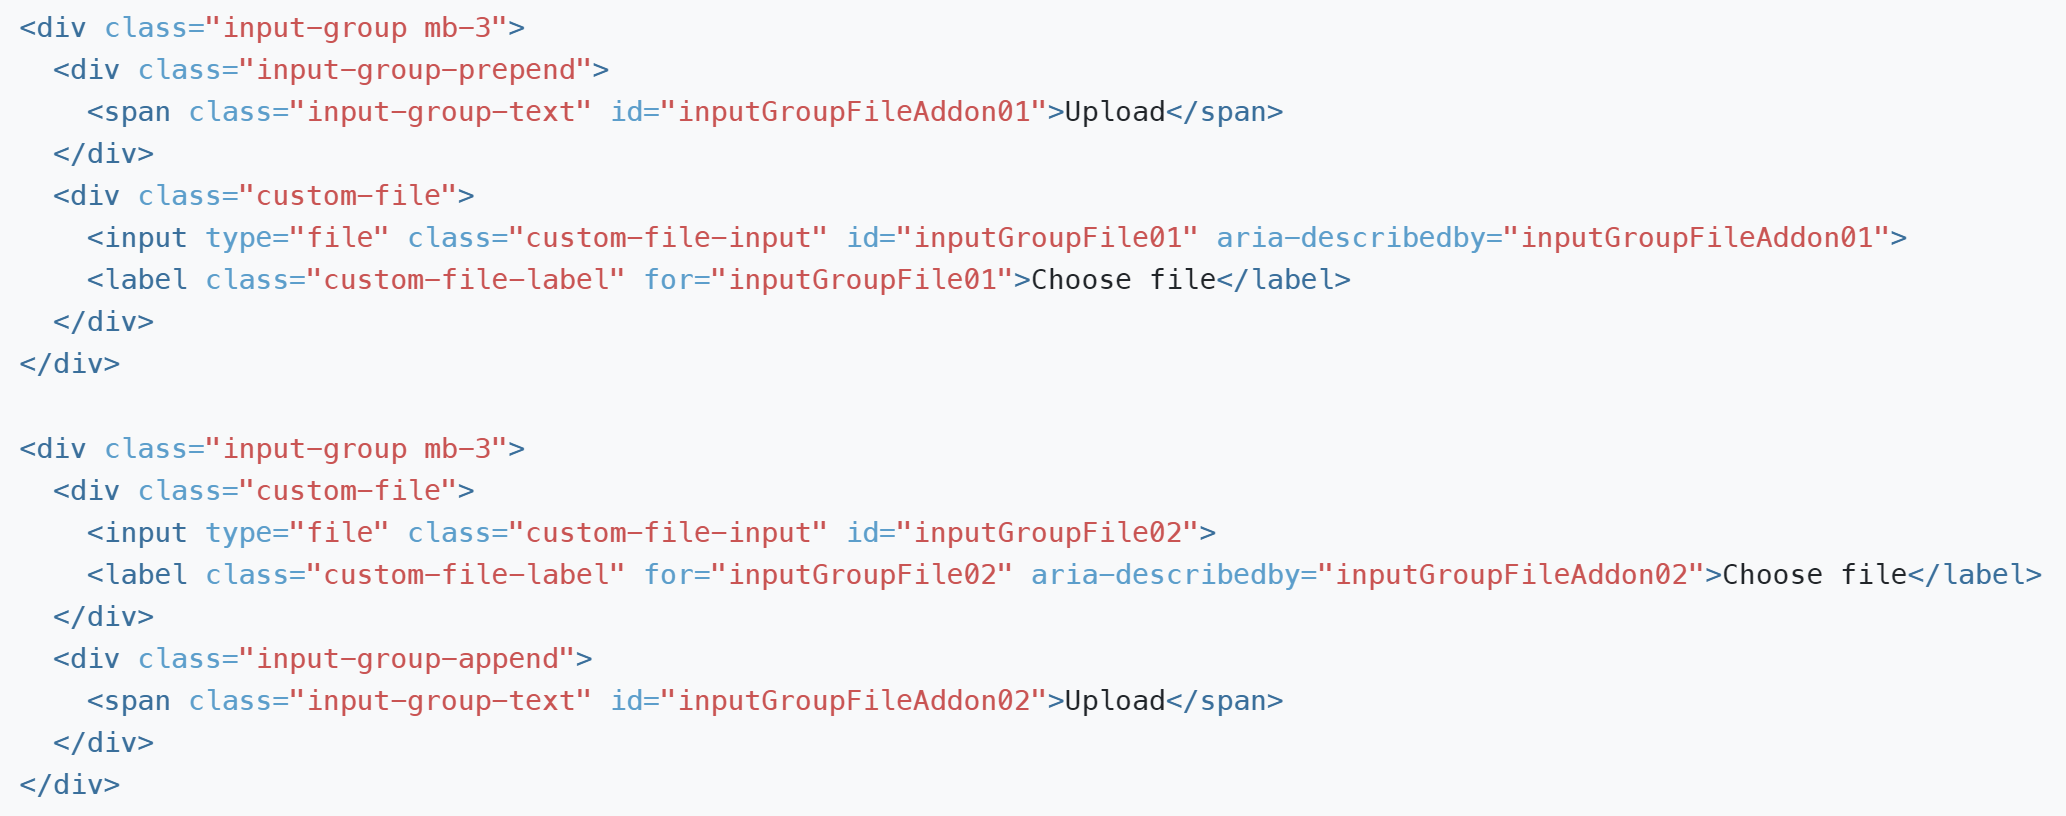 <div class="input-group mb-3">
  <div class="input-group-prepend">
    <span class="input-group-text" id="inputGroupFileAddon01">Upload</span>
  </div>
  <div class="custom-file">
    <input type="file" class="custom-file-input" id="inputGroupFile01" aria-describedby="inputGroupFileAddon01">
    <label class="custom-file-label" for="inputGroupFile01">Choose file</label>
  </div>
</div>

<div class="input-group mb-3">
  <div class="custom-file">
    <input type="file" class="custom-file-input" id="inputGroupFile02">
    <label class="custom-file-label" for="inputGroupFile02" aria-describedby="inputGroupFileAddon02">Choose file</label>
  </div>
  <div class="input-group-append">
    <span class="input-group-text" id="inputGroupFileAddon02">Upload</span>
  </div>
</div>